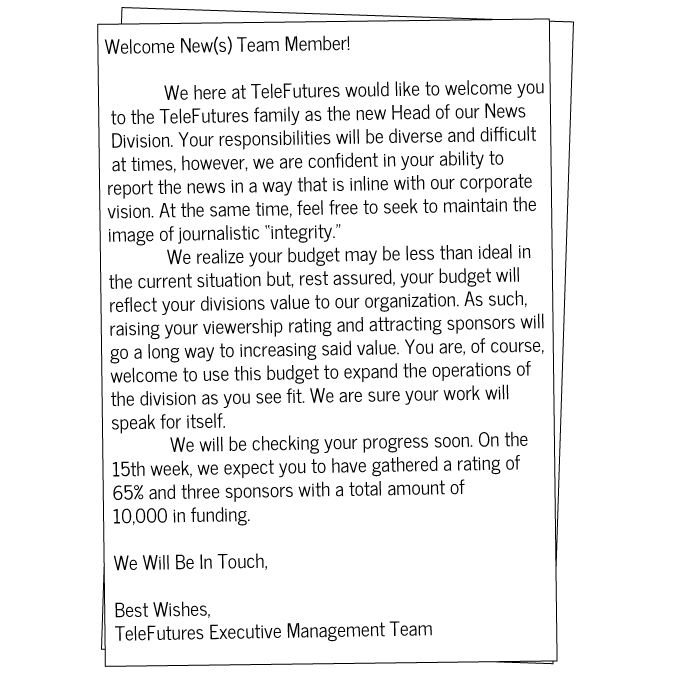 Welcome New(s) Team Member!
We here at TeleFutures would like to welcome you
to the TeleFutures family as the new Head of our News
Division. Your responsibilities will be diverse and difficult
at times, however, we are confident in your ability to
report the news in a way that is inline with our corporate
vision. At the same time, feel free to seek to maintain the
image of journalistic "integrity."
We realize your budget may be less than ideal in
the current situation but, rest assured, your budget will
reflect your divisions value to our organization. As such,
raising your viewership rating and attracting sponsors will
go a long way to increasing said value. You are, of course,
welcome to use this budget to expand the operations of
the division as you see fit. We are sure your work will
speak for itself.
We will be checking your progress soon. On the
15th week, we expect you to have gathered a rating of
65% and three sponsors with a total amount of
10,000 in funding.
We Will Be In Touch,
Best Wishes,
TeleFutures Executive Management Team